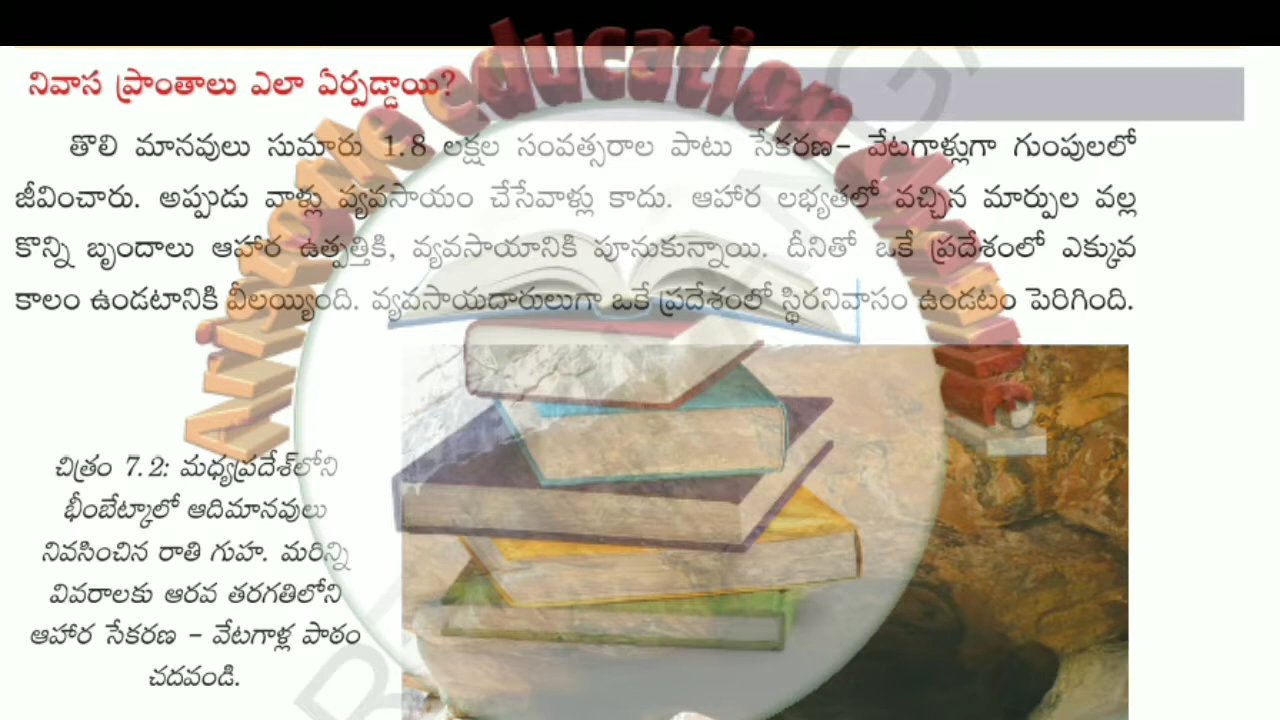 నివాస ప్రాంతాలు ఎలా ఏర్పడ్డాయి?
తొలి మానవులు సుమారు 1.8 లక్షల సంవత్సరాల పాటు సేకరణ- వేటగాళ్లుగా గుంపులలో
జీవించారు. అప్పుడు వాళ్లు వ్యవసాయం చేసేవాళ్లు కాదు. ఆహార లభ్యతలో వచ్చిన మార్పుల వల్ల
కొన్ని బృందాలు ఆహార ఉత్పత్తికి, వ్యవసాయానికి పూనుకున్నాయి. దీనితో ఒకే ప్రదేశంలో ఎక్కువ
కాలం ఉండటానికి వీలయ్యింది. వ్యవసాయదారులుగా ఒకే ప్రదేశంలో స్థిరనివాసం ఉండటం పెరిగింది.
చిత్రం 7.2: మధ్యప్రదేశ్‌లోని
భీంబేట్కాలో ఆదిమానవులు
నివసించిన రాతి గుహ. మరిన్ని
వివరాలకు ఆరవ తరగతిలోని
ఆహార సేకరణ - వేటగాళ్ల పాఠం
చదవండి.
education